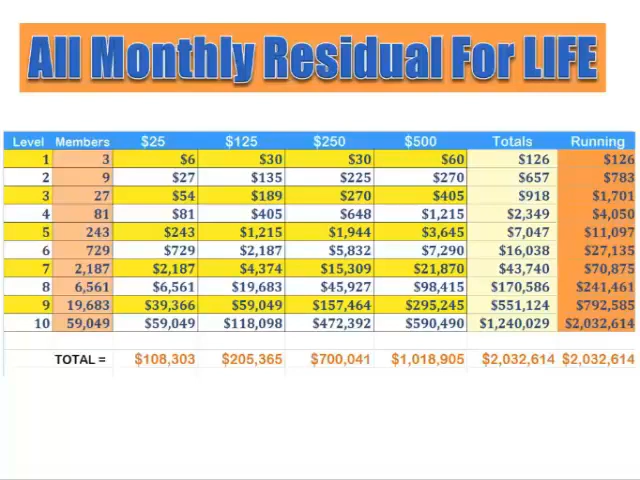 All Monthly Residual For LIFE
Level Members $25 $125 $250 $500 Totals Running
1 3 $6 $30 $30 $60 $126 $126
2 9 $27 $135 $225 $270 $657 $783
3 27 $54 $189 $270 $405 $918 $1,701
4 81 $81 $405 $648 $1,215 $2,349 $4,050
5 243 $243 $1,215 $1,944 $3,645 $7,047 $11,097
6 729 $729 $2,187 $5,832 $7,290 $16,038 $27,135
7 2,187 $2,187 $4,374 $15,309 $21,870 $43,740 $70,875
8 6,561 $6,561 $19,683 $45,927 $98,415 $170,586 $241,461
9 19,683 $39,366 $59,049 $157,464 $295,245 $551,124 $792,585
10 59,049 $59,049 $118,098 $472,392 $590,490 $1,240,029 $2,032,614
TOTAL = $108,303 $205,365 $700,041 $1,018,905 $2,032,614 $2,032,614